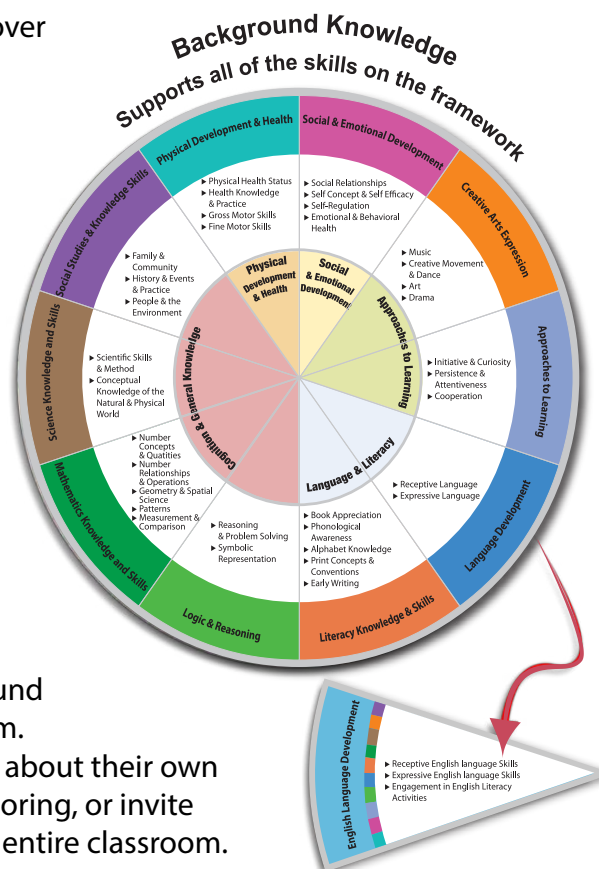 over
Background Knowledge
Supports all of the skills on the framework
Physical Development & Health
Social & Emotional Development
Creative Arts Expression
Approaches to Learning
Language Development
Literacy Knowledge & Skills
Logic & Reasoning
Mathematics Knowledge and Skills
Science Knowledge and Skills
Social Studies & Knowledge Skills
▶ Physical Health Status
▶ Health Knowledge
& Practice
▶ Gross Motor Skills
▶ Fine Motor Skills
▶ Social Relationships
▶ Self Concept & Self Efficacy
▶ Self-Regulation
▶ Emotional & Behavioral
Health
▶ Music
▶ Creative Movement
& Dance
▶ Art
▶ Drama
▶ Initiative & Curiosity
▶ Persistence &
Attentiveness
▶ Cooperation
▶ Receptive Language
▶ Expressive Language
▶ Book Appreciation
▶ Phonological
Awareness
▶ Alphabet Knowledge
▶ Print Concepts &
Conventions
▶ Early Writing
▶ Reasoning
& Problem Solving
▶ Symbolic
Representation
▶ Number
Concepts
& Quatities
▶ Number
Relationships
& Operations
▶ Geometry & Spatial
Science
▶ Patterns
▶ Measurement &
Comparison
▶ Scientific Skills
& Method
▶ Conceptual
Knowledge of the
Natural & Physical
World
▶ Family &
Community
▶ History & Events
& Practice
▶ People & the
Environment
Physical
Development
& Health
Social
& Emotional
Development
Approaches to Learning
Language & Literacy
Cognition & General Knowledge
und
m.
about their own
oring, or invite
entire classroom.
English Language Development
▶ Receptive English language Skills
▶ Expressive English language Skills
▶ Engagement in English Literacy
Activities